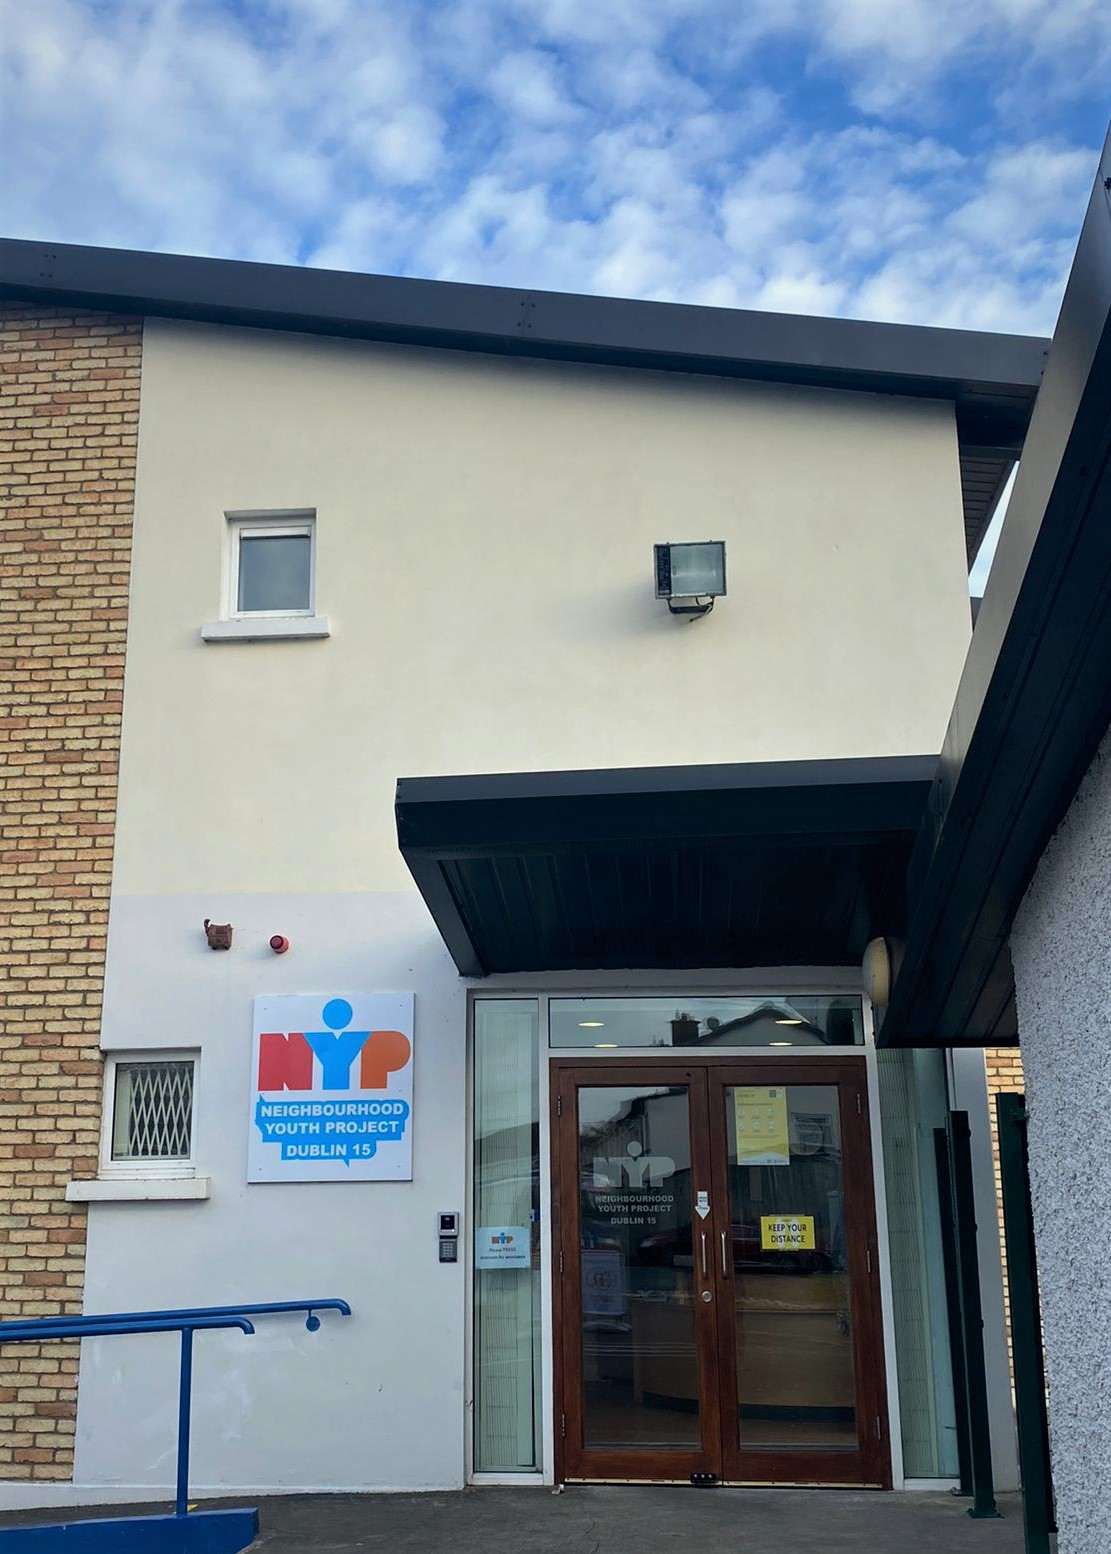 NYP
NEIGHBOURHOOD
YOUTH PROJECT
DUBLIN 15
NYP
NEIGHBOURHOOD
YOUTH PROJECT
DUBLIN 15
NYP
Please PRESS
KEEP YOUR
DISTANCE